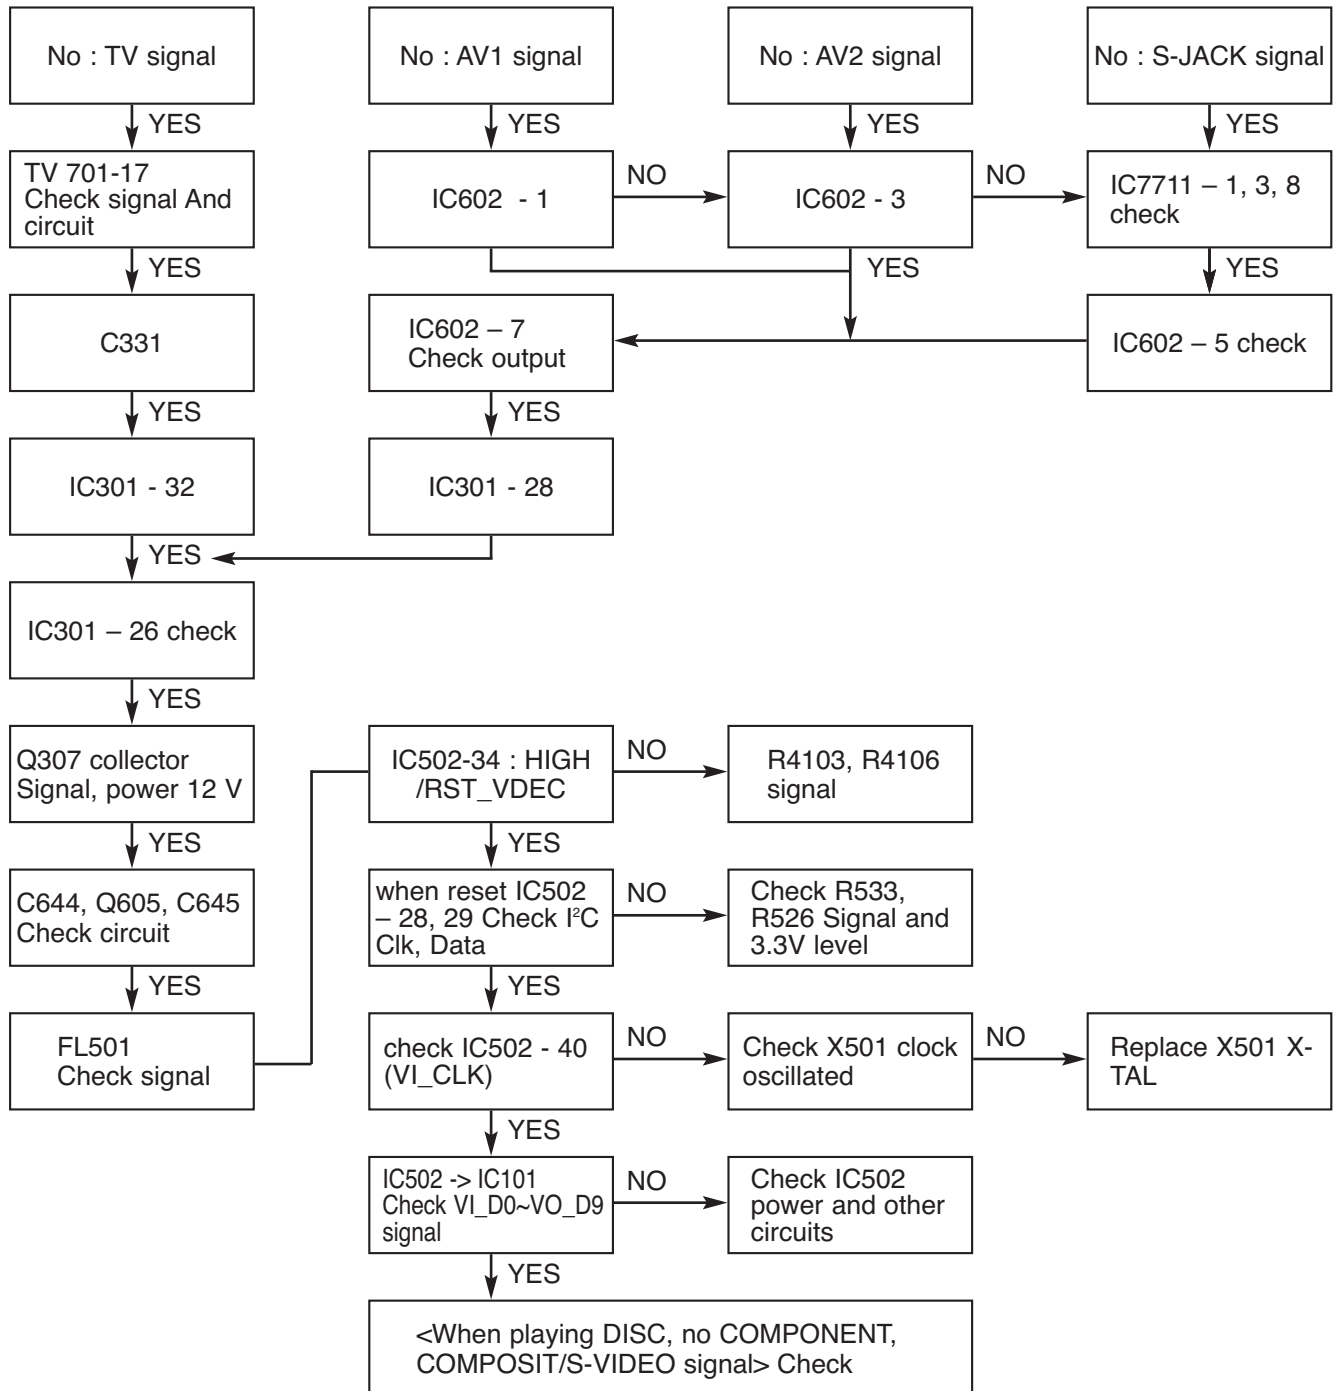 No : TV signal
No : AV1 signal
No : AV2 signal
No : S-JACK signal
YES
YES
YES
YES
TV 701-17
Check signal And
circuit
IC602 - 1
NO
IC602 - 3
NO
IC7711 – 1, 3, 8
check
YES
YES
YES
C331
IC602 – 7
Check output
IC602 – 5 check
YES
YES
IC301 - 32
IC301 - 28
YES
IC301 – 26 check
YES
Q307 collector
Signal, power 12 V
IC502-34 : HIGH
/RST_VDEC
NO
R4103, R4106
signal
YES
YES
C644, Q605, C645
Check circuit
when reset IC502
– 28, 29 Check I²C
Clk, Data
NO
Check R533,
R526 Signal and
3.3V level
YES
YES
FL501
Check signal
check IC502 - 40
(VI_CLK)
NO
Check X501 clock
oscillated
NO
Replace X501 X-
TAL
YES
IC502 -> IC101
Check VI_D0~VO_D9
signal
NO
Check IC502
power and other
circuits
YES
<When playing DISC, no COMPONENT,
COMPOSIT/S-VIDEO signal> Check